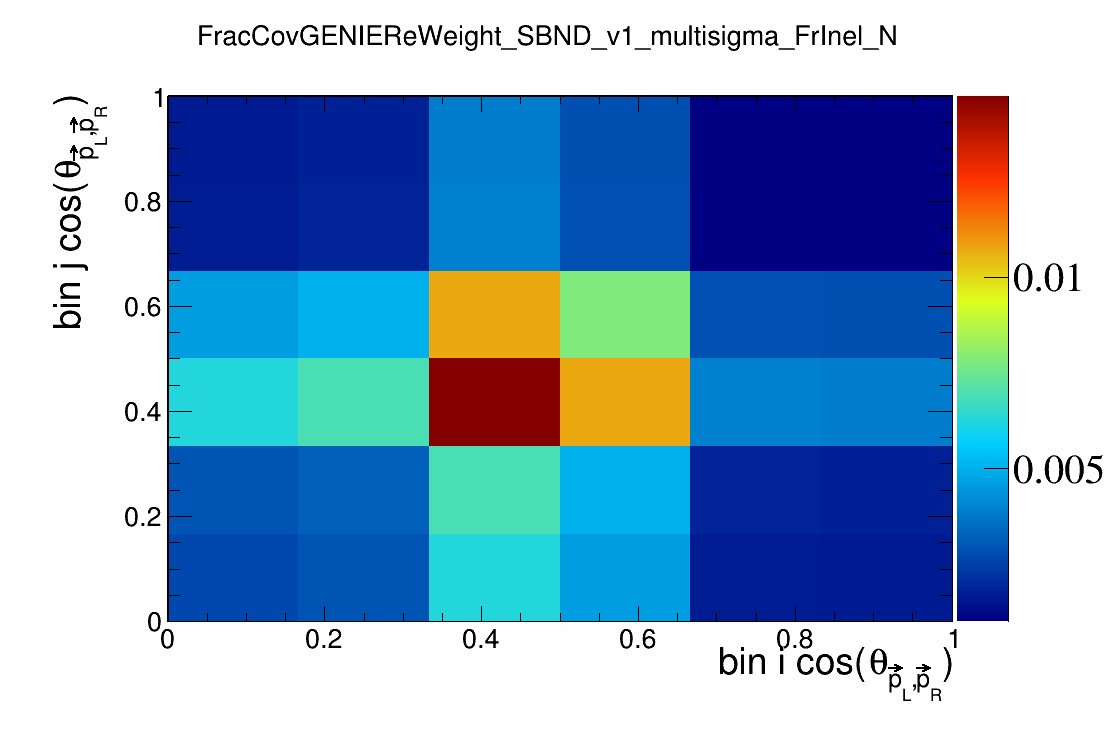 FracCovGENIEReWeight_SBND_v1_multisigma_FrInel_N
bin j cos(θp⃗L,p⃗R)
1
0.8
0.6
0.4
0.2
0
0 0.2 0.4 0.6 0.8 1
bin i cos(θp⃗L,p⃗R)
0.01
0.005